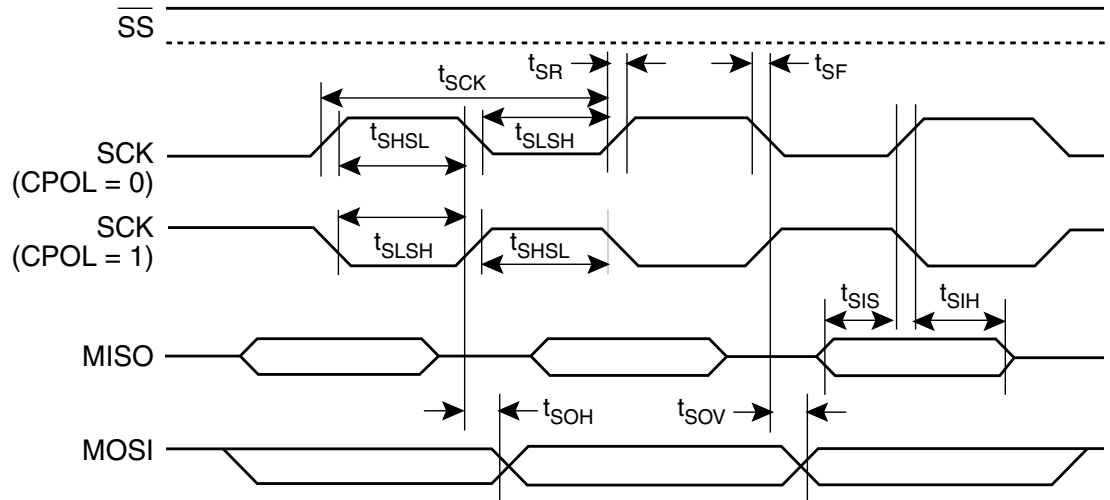 SS
tSCK
tSR
tSF
SCK
(CPOL = 0)
tSHSL
tSLSH
SCK
(CPOL = 1)
tSLSH
tSHSL
tSIS
tSIH
MISO
tSOH
tSOV
MOSI